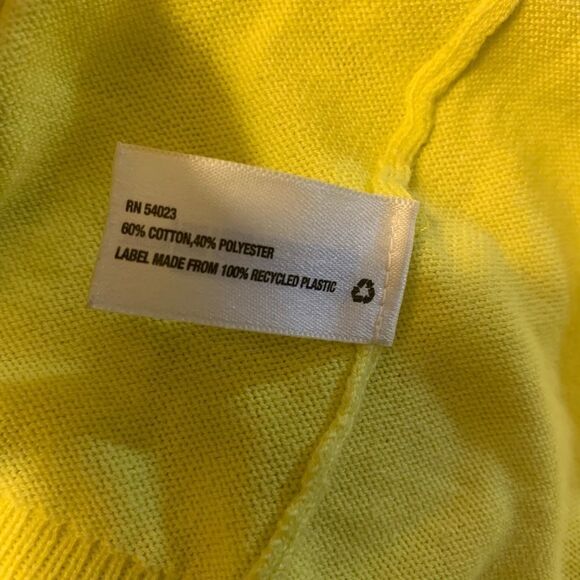 RN 54023
60% COTTON,40% POLYESTER
LABEL MADE FROM 100% RECYCLED PLASTIC